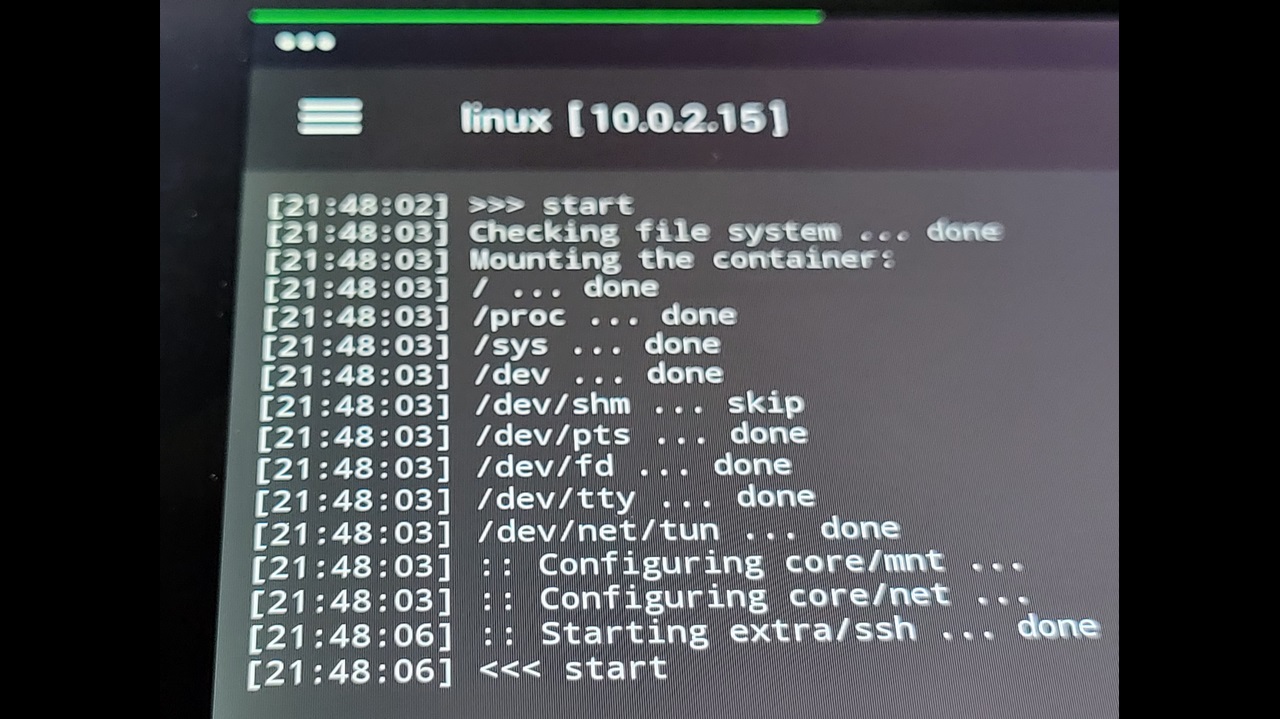 linux [10.0.2.15]
[21:48:02] >>> start
[21:48:03] Checking file system ... done
[21:48:03] Mounting the container:
[21:48:03] / ... done
[21:48:03] /proc ... done
[21:48:03] /sys ... done
[21:48:03] /dev ... done
[21:48:03] /dev/shm ... skip
[21:48:03] /dev/pts ... done
[21:48:03] /dev/fd ... done
[21:48:03] /dev/tty ... done
[21:48:03] /dev/net/tun ... done
[21:48:03] :: Configuring core/mnt ...
[21:48:03] :: Configuring core/net ...
[21:48:06] :: Starting extra/ssh ... done
[21:48:06] <<< start